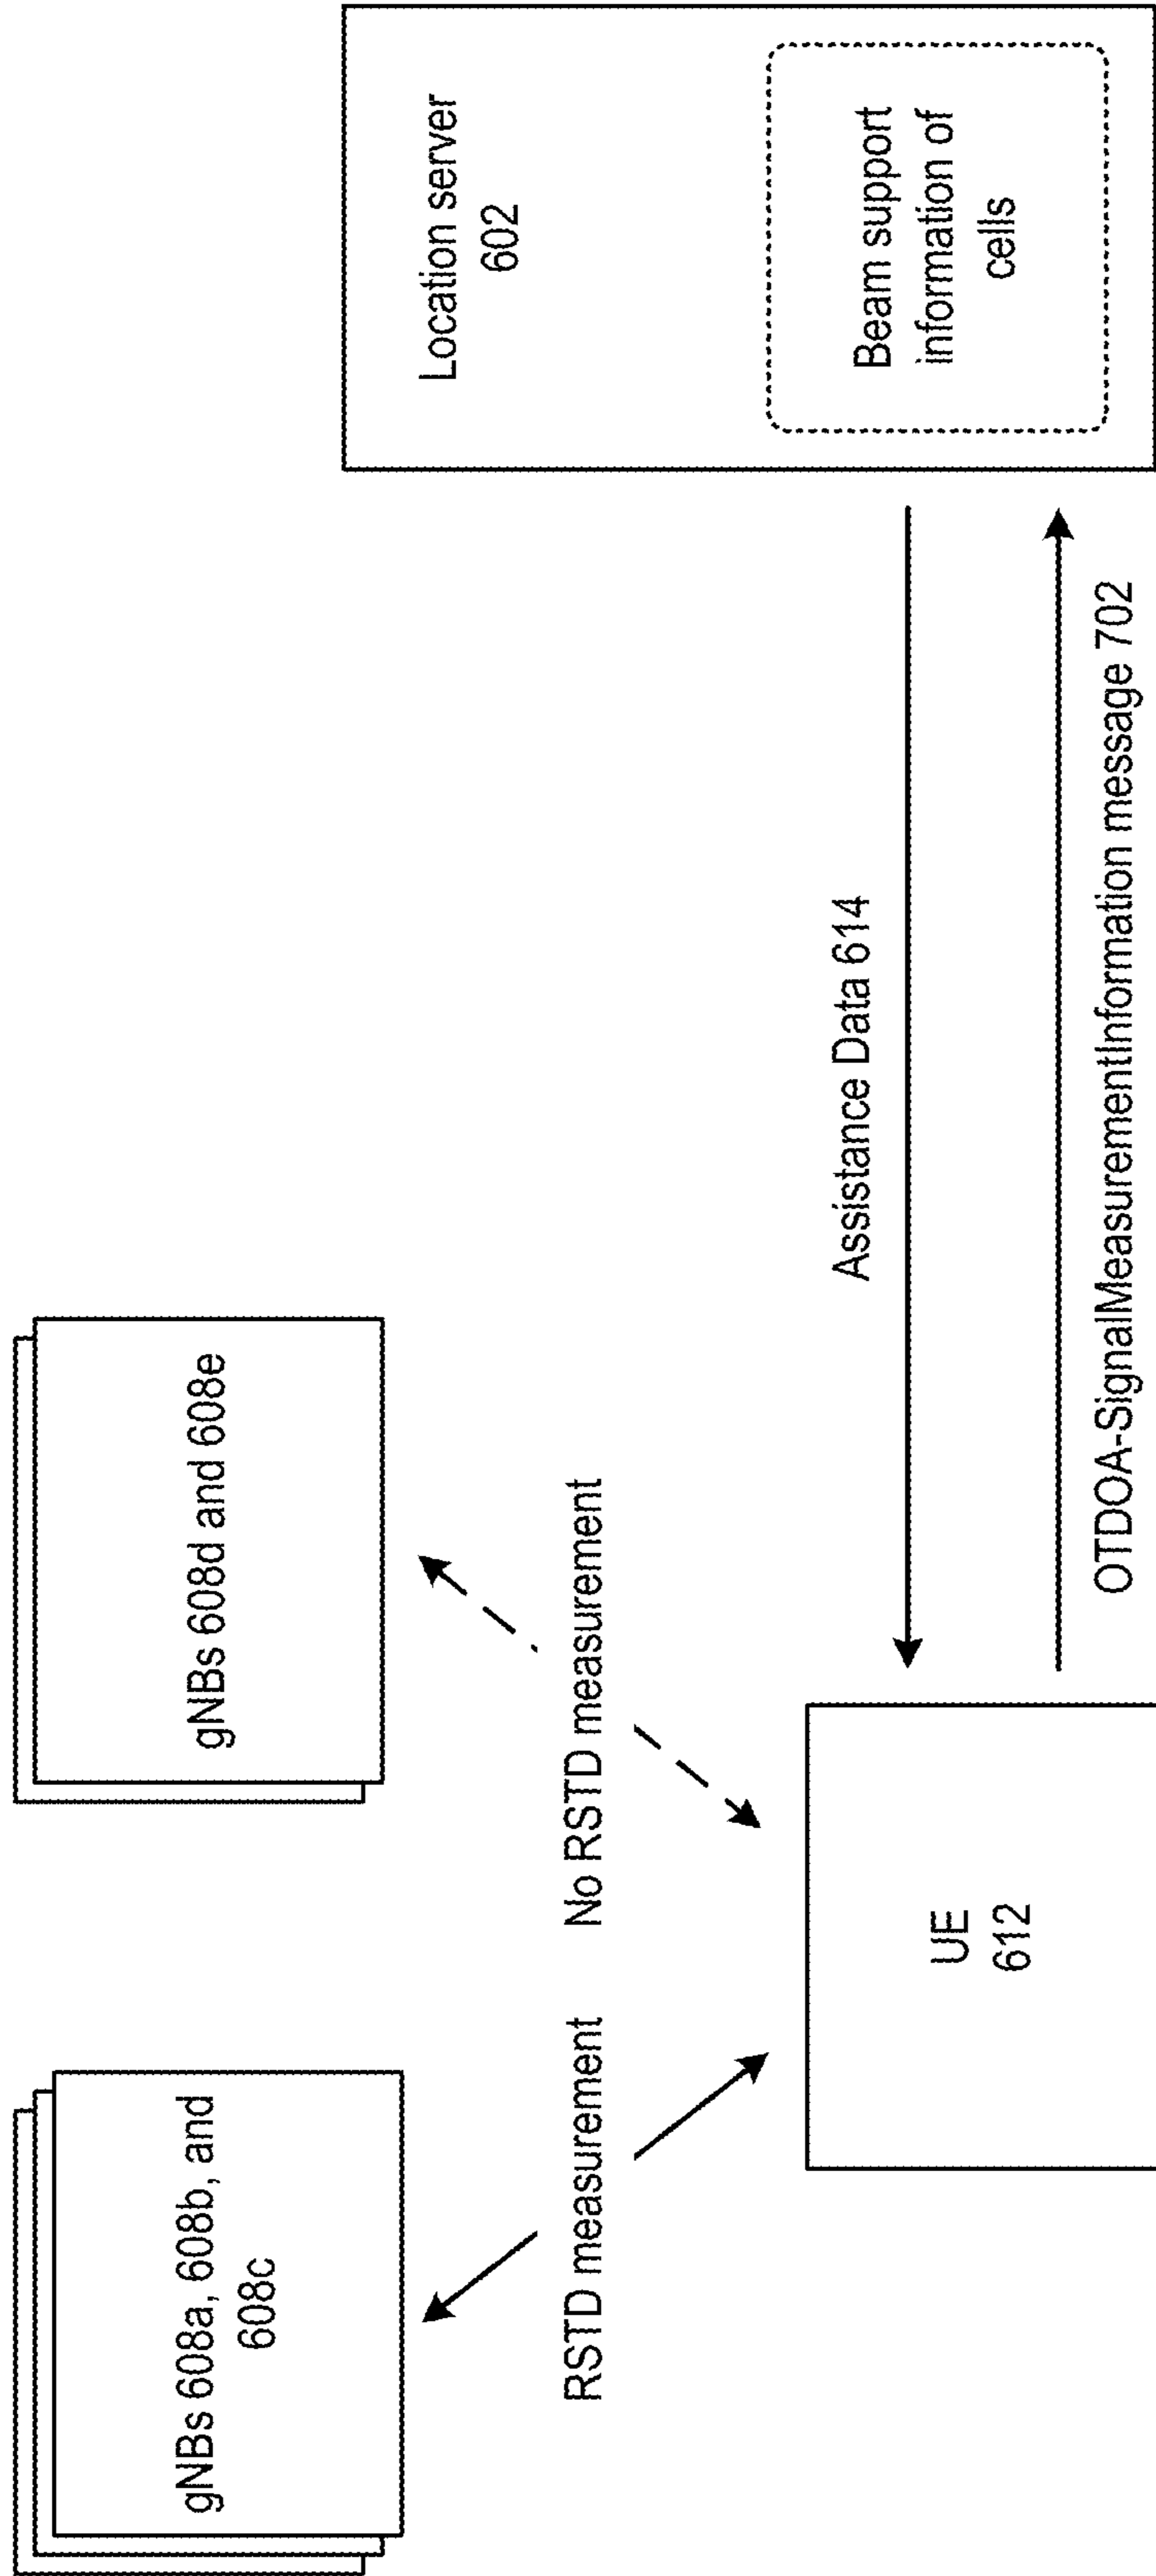 gNBs 608a, 608b, and
608c
gNBs 608d and 608e
RSTD measurement
No RSTD measurement
UE
612
Assistance Data 614
OTDOA-SignalMeasurementInformation message 702
Location server
602
Beam support
information of
cells